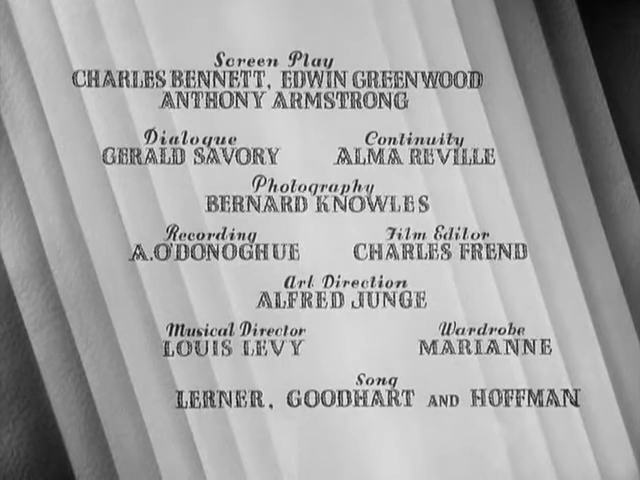 Screen Play
CHARLES BENNETT, EDWIN GREENWOOD
ANTHONY ARMSTRONG
Dialogue Continuity
GERALD SAVORY ALMA REVILLE
Photography
BERNARD KNOWLES
Recording Film Editor
A.O'DONOGHUE CHARLES FREND
Art Direction
ALFRED JUNGE
Musical Director Wardrobe
LOUIS LEVY MARIANNE
Song
LERNER, GOODHART AND HOFFMAN